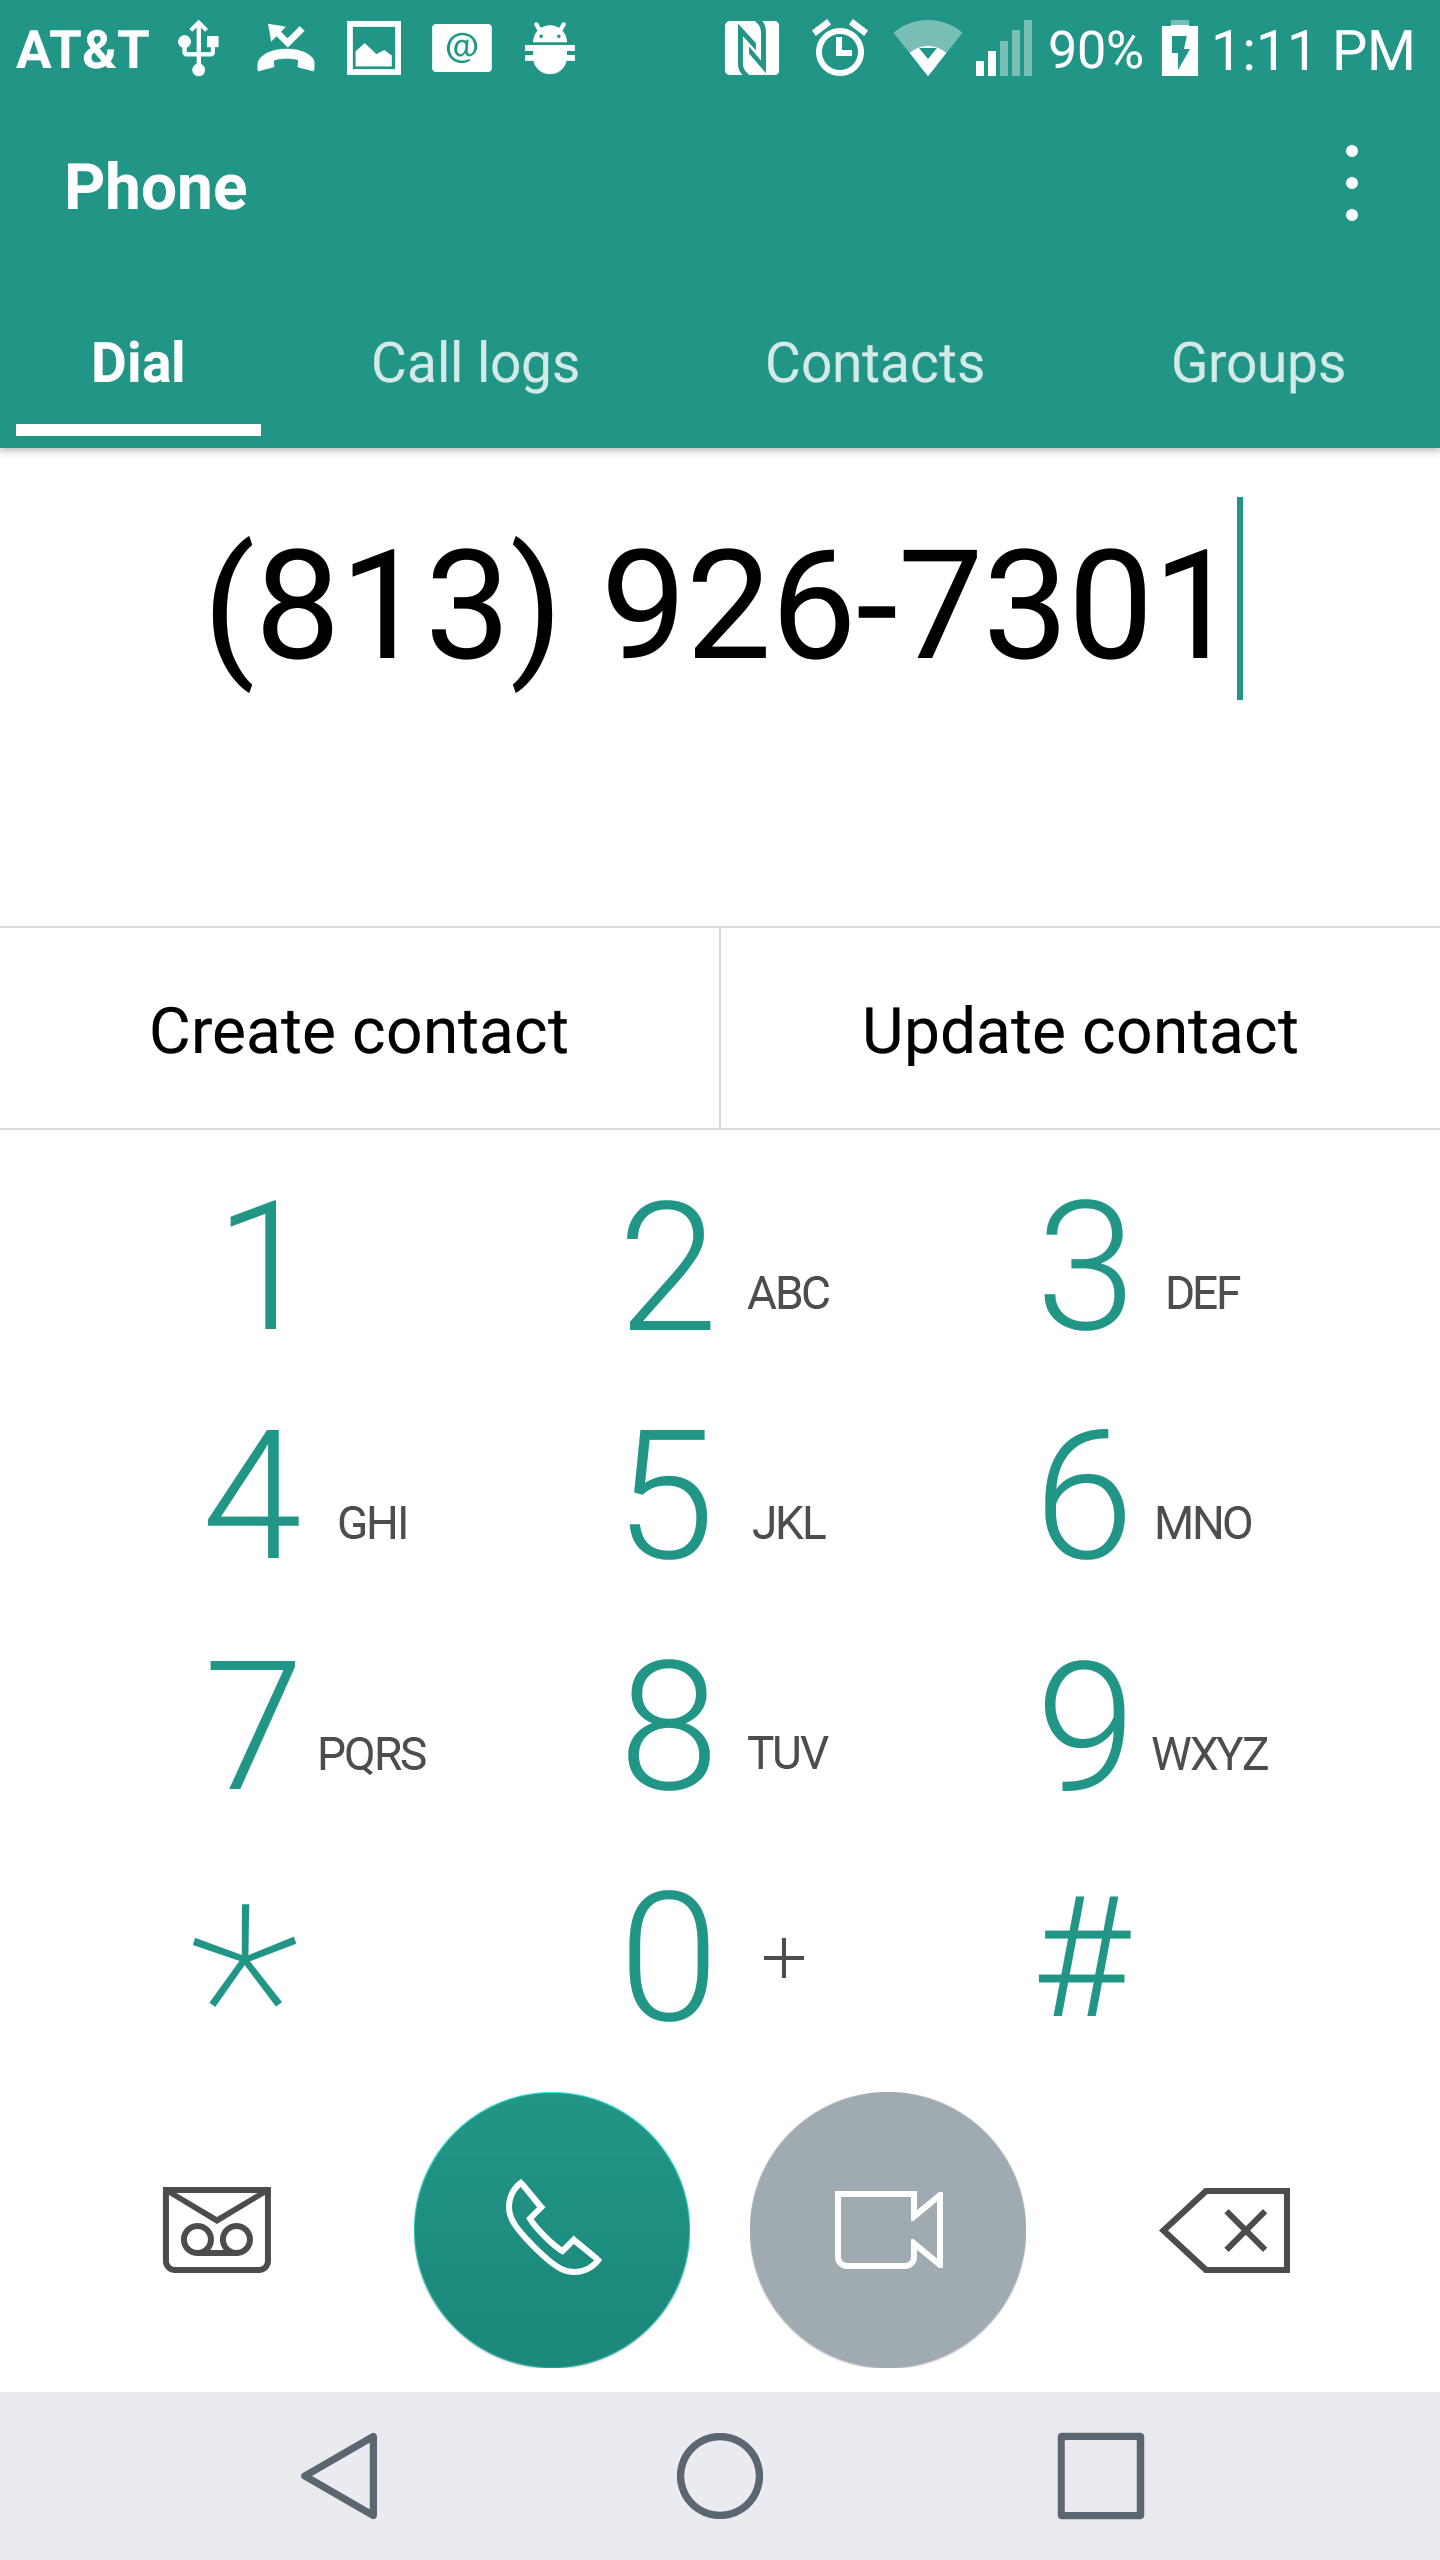 AT&T @ 90% 1:11 PM
Phone
Dial Call logs Contacts Groups
(813) 926-7301
Create contact Update contact
1 2 ABC 3 DEF
4 GHI 5 JKL 6 MNO
7 PQRS 8 TUV 9 WXYZ
* 0 + #